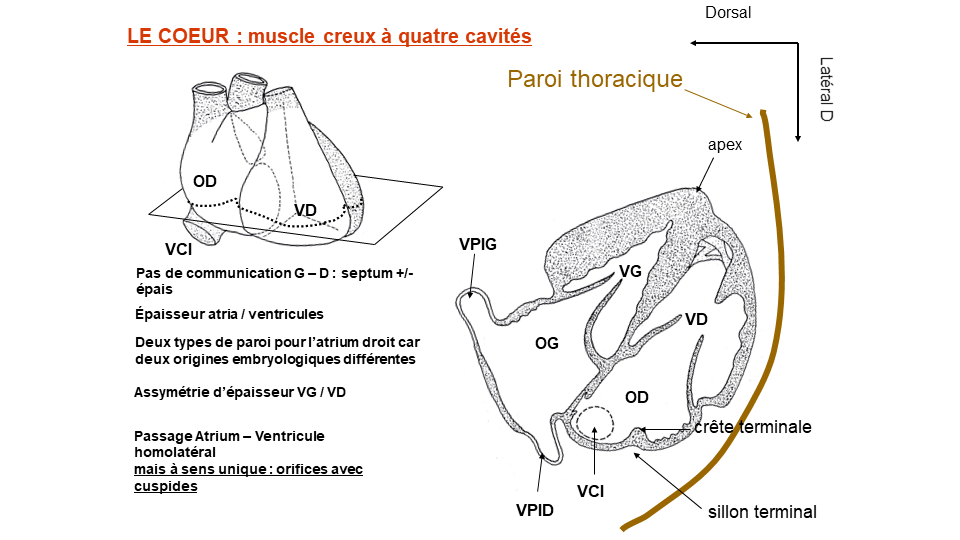 LE COEUR : muscle creux à quatre cavités
Dorsal
Latéral D
Paroi thoracique
apex
OD
VD
VCI
VPIG
VG
VD
OG
OD
crête terminale
VCI
VPID
sillon terminal
Pas de communication G – D : septum +/-
épais
Épaisseur atria / ventricules
Deux types de paroi pour l’atrium droit car
deux origines embryologiques différentes
Assymétrie d’épaisseur VG / VD
Passage Atrium – Ventricule
homolatéral
mais à sens unique : orifices avec
cuspides